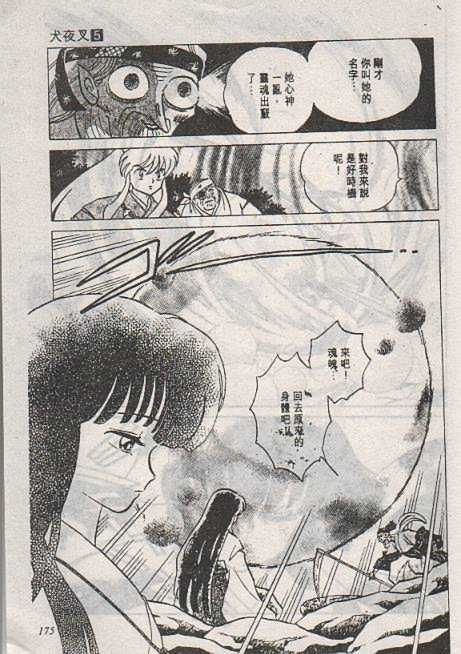 犬夜叉5
剛才
你叫她的
名字…
她心神
一亂，
靈魂出竅
了…
對我來說
是好時機
呢！
來吧！
魂魄…
回去原來的
身體吧！！
175